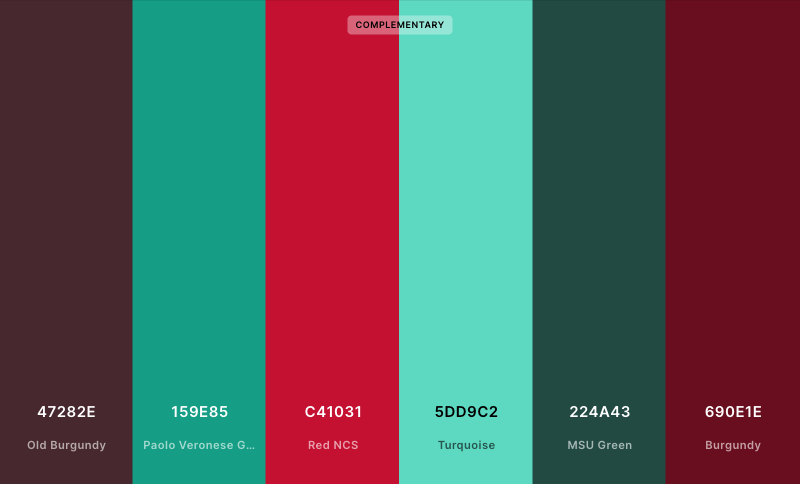 COMPLEMENTARY
47282E
159E85
C41031
5DD9C2
224A43
690E1E
Old Burgundy
Paolo Veronese G...
Red NCS
Turquoise
MSU Green
Burgundy